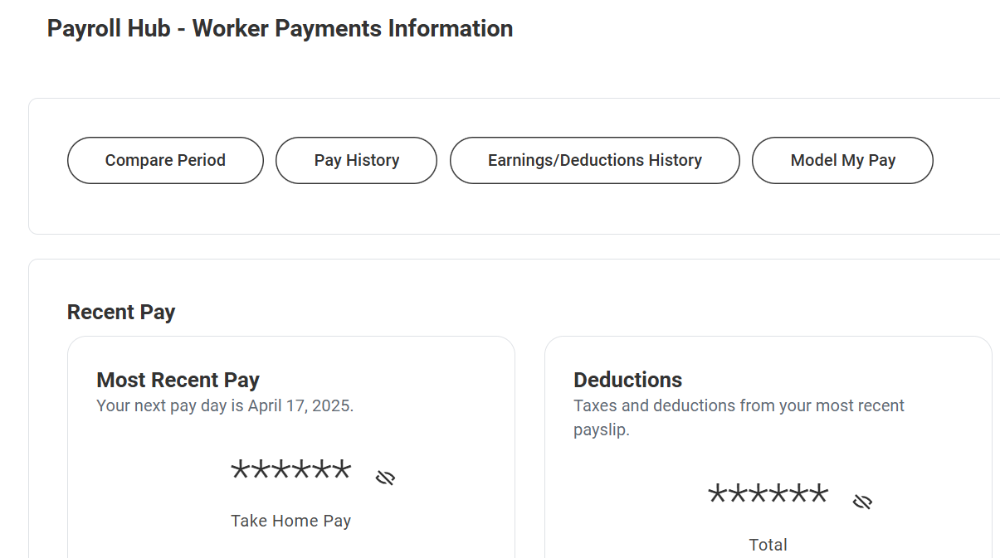 Payroll Hub - Worker Payments Information
Compare Period
Pay History
Earnings/Deductions History
Model My Pay
Recent Pay
Most Recent Pay
Your next pay day is April 17, 2025.
******
Take Home Pay
Deductions
Taxes and deductions from your most recent
payslip.
******
Total